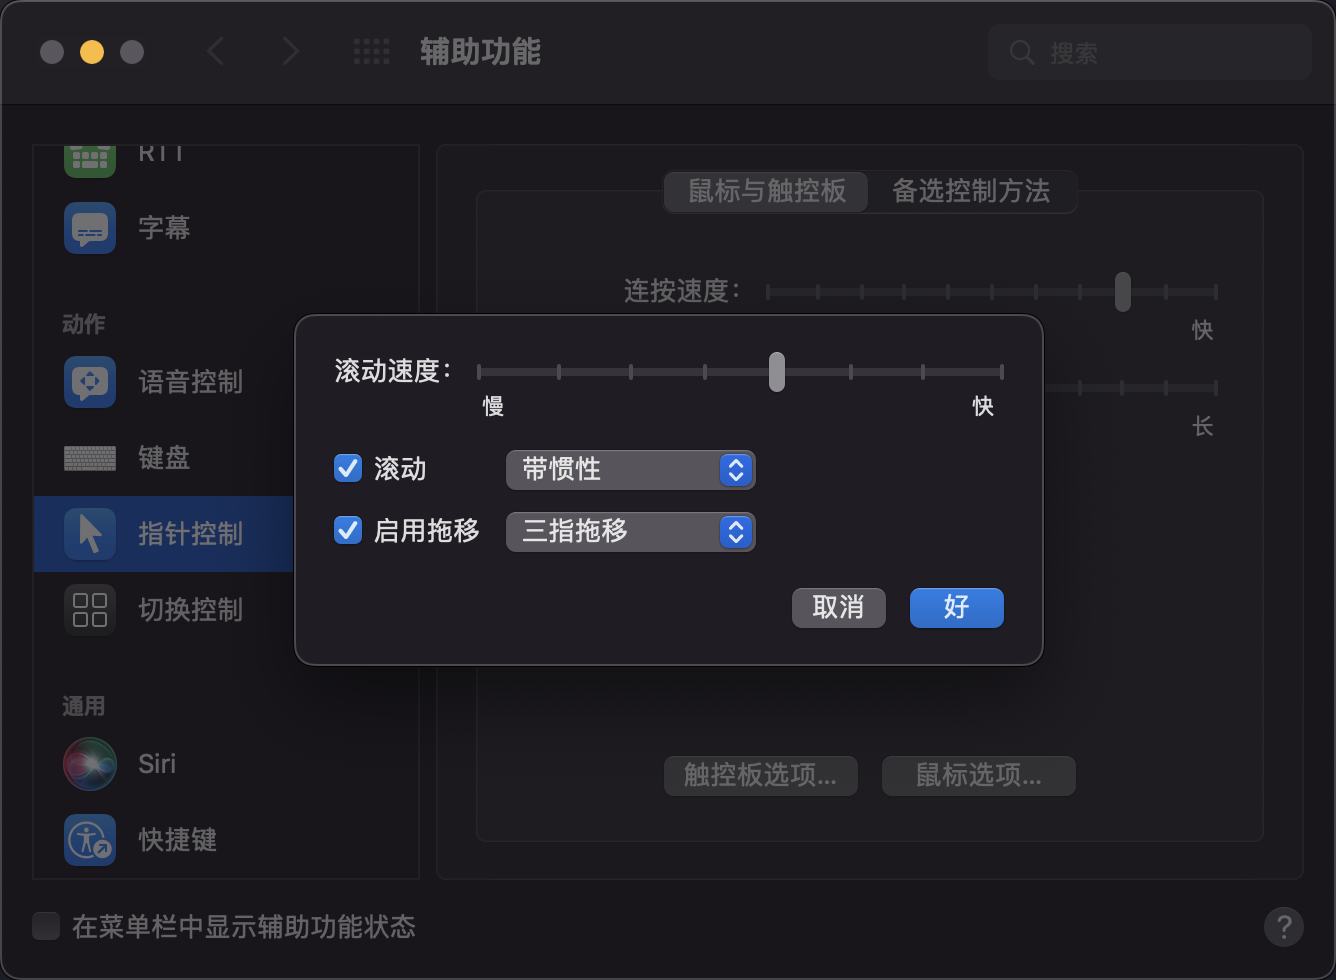 辅助功能
搜索
RTT
字幕
动作
语音控制
键盘
指针控制
切换控制
通用
Siri
快捷键
鼠标与触控板
备选控制方法
连按速度：
快
长
滚动速度：
慢
快
滚动
带惯性
启用拖移
三指拖移
取消
好
触控板选项...
鼠标选项...
在菜单栏中显示辅助功能状态
?